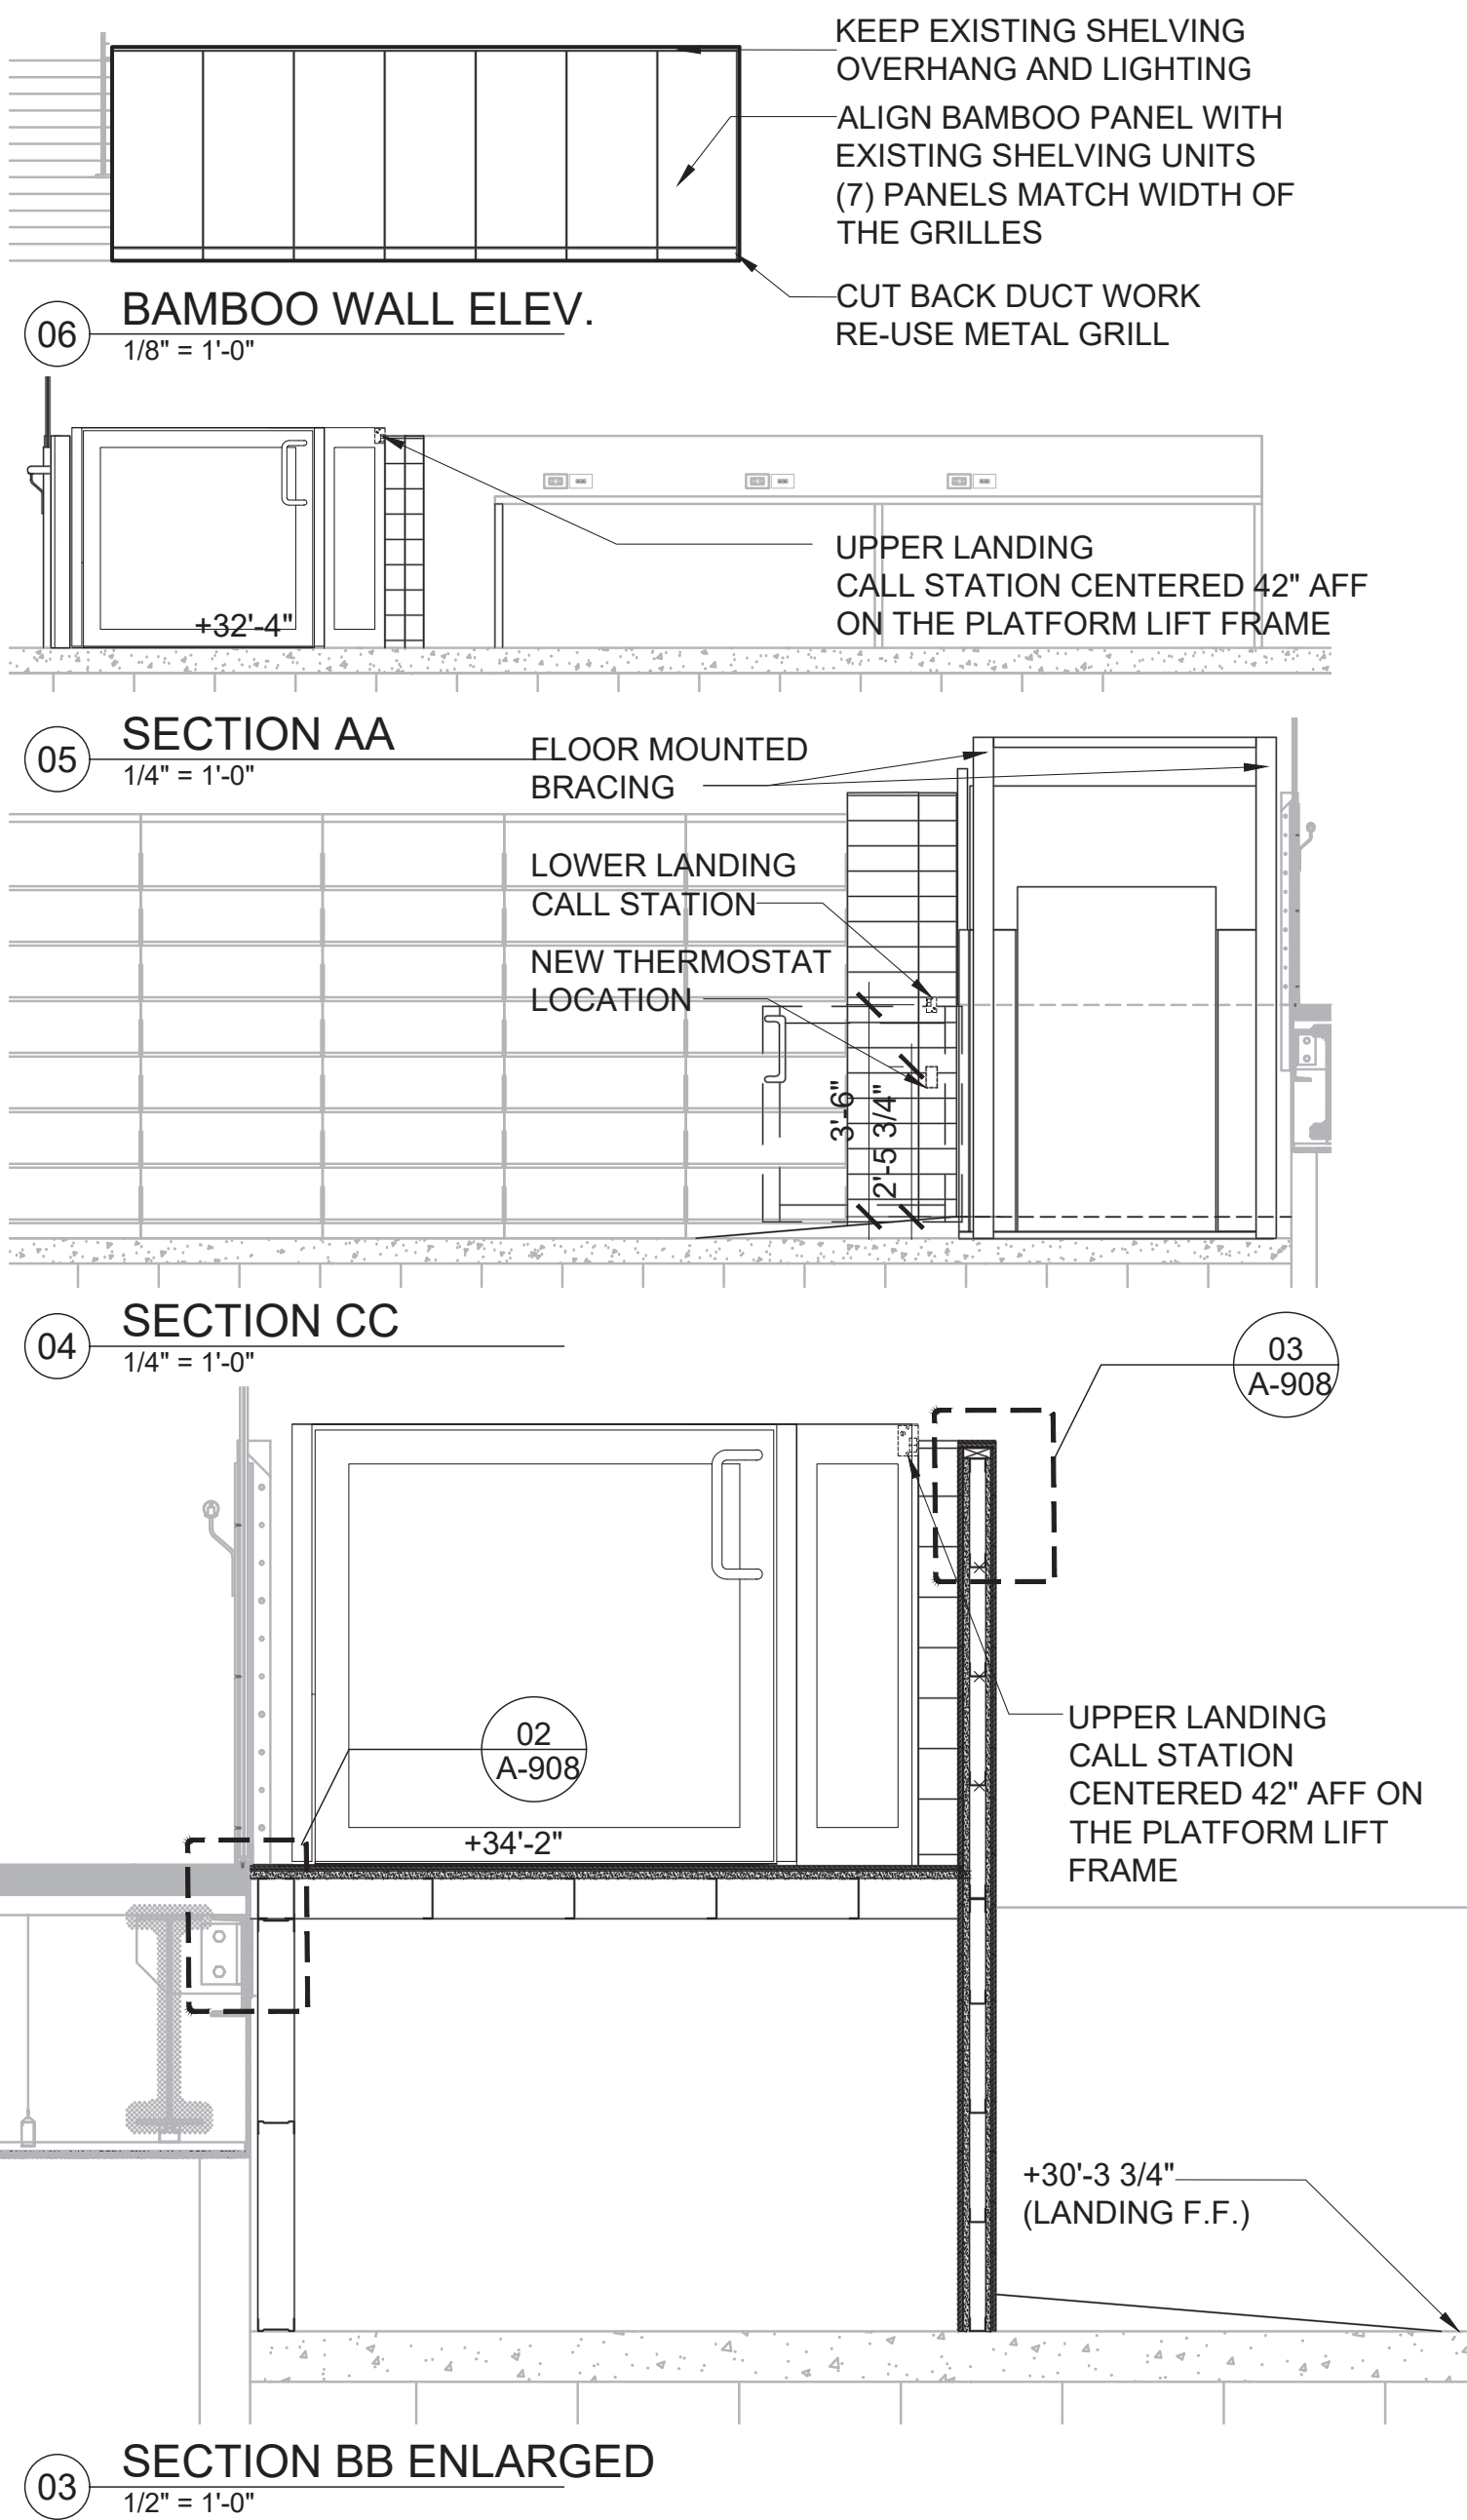 KEEP EXISTING SHELVING
OVERHANG AND LIGHTING
ALIGN BAMBOO PANEL WITH
EXISTING SHELVING UNITS
(7) PANELS MATCH WIDTH OF
THE GRILLES
CUT BACK DUCT WORK
RE-USE METAL GRILL
06
BAMBOO WALL ELEV.
1/8" = 1'-0"
UPPER LANDING
CALL STATION CENTERED 42" AFF
ON THE PLATFORM LIFT FRAME
+32'-4"
05
SECTION AA
1/4" = 1'-0"
FLOOR MOUNTED
BRACING
LOWER LANDING
CALL STATION
NEW THERMOSTAT
LOCATION
3'-6"
2'-5 3/4"
04
SECTION CC
1/4" = 1'-0"
03
A-908
02
A-908
UPPER LANDING
CALL STATION
CENTERED 42" AFF ON
THE PLATFORM LIFT
FRAME
+34'-2"
+30'-3 3/4"
(LANDING F.F.)
03
SECTION BB ENLARGED
1/2" = 1'-0"